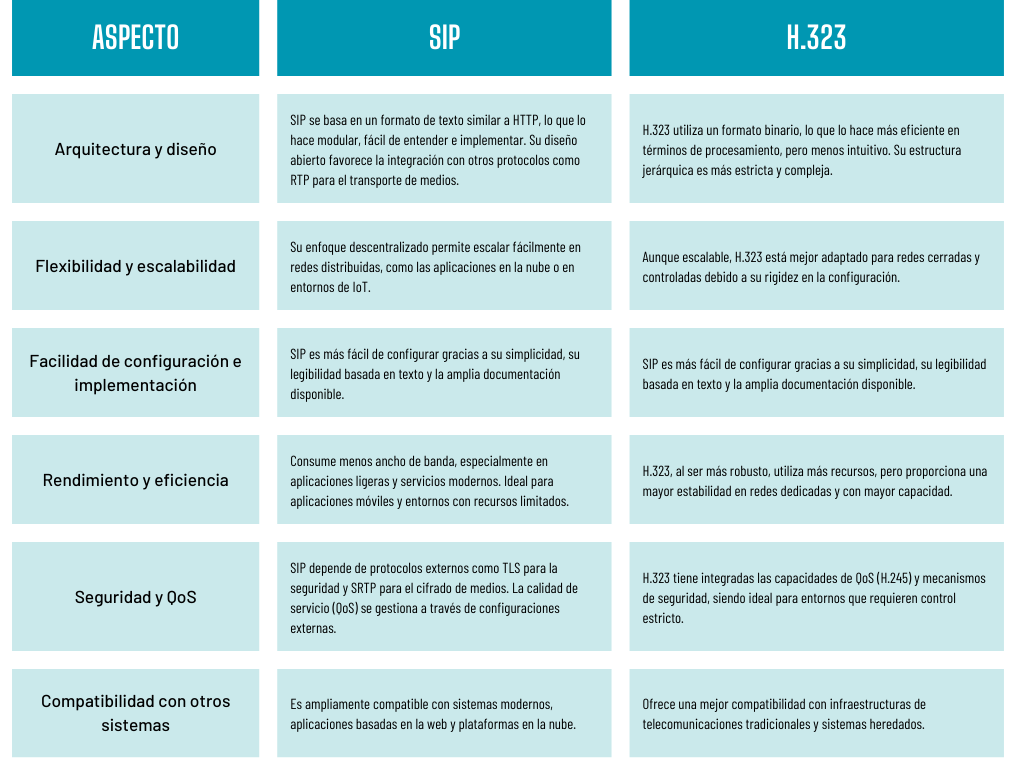 ASPECTO
SIP
H.323
Arquitectura y diseño
SIP se basa en un formato de texto similar a HTTP, lo que lo
hace modular, fácil de entender e implementar. Su diseño
abierto favorece la integración con otros protocolos como
RTP para el transporte de medios.
H.323 utiliza un formato binario, lo que lo hace más eficiente en
términos de procesamiento, pero menos intuitivo. Su estructura
jerárquica es más estricta y compleja.
Flexibilidad y escalabilidad
Su enfoque descentralizado permite escalar fácilmente en
redes distribuidas, como las aplicaciones en la nube o en
entornos de IoT.
Aunque escalable, H.323 está mejor adaptado para redes cerradas y
controladas debido a su rigidez en la configuración.
Facilidad de configuración e
implementación
SIP es más fácil de configurar gracias a su simplicidad, su
legibilidad basada en texto y la amplia documentación
disponible.
SIP es más fácil de configurar gracias a su simplicidad, su legibilidad
basada en texto y la amplia documentación disponible.
Rendimiento y eficiencia
Consume menos ancho de banda, especialmente en
aplicaciones ligeras y servicios modernos. Ideal para
aplicaciones móviles y entornos con recursos limitados.
H.323, al ser más robusto, utiliza más recursos, pero proporciona una
mayor estabilidad en redes dedicadas y con mayor capacidad.
Seguridad y QoS
SIP depende de protocolos externos como TLS para la
seguridad y SRTP para el cifrado de medios. La calidad de
servicio (QoS) se gestiona a través de configuraciones
externas.
H.323 tiene integradas las capacidades de QoS (H.245) y mecanismos
de seguridad, siendo ideal para entornos que requieren control
estricto.
Compatibilidad con otros
sistemas
Es ampliamente compatible con sistemas modernos,
aplicaciones basadas en la web y plataformas en la nube.
Ofrece una mejor compatibilidad con infraestructuras de
telecomunicaciones tradicionales y sistemas heredados.